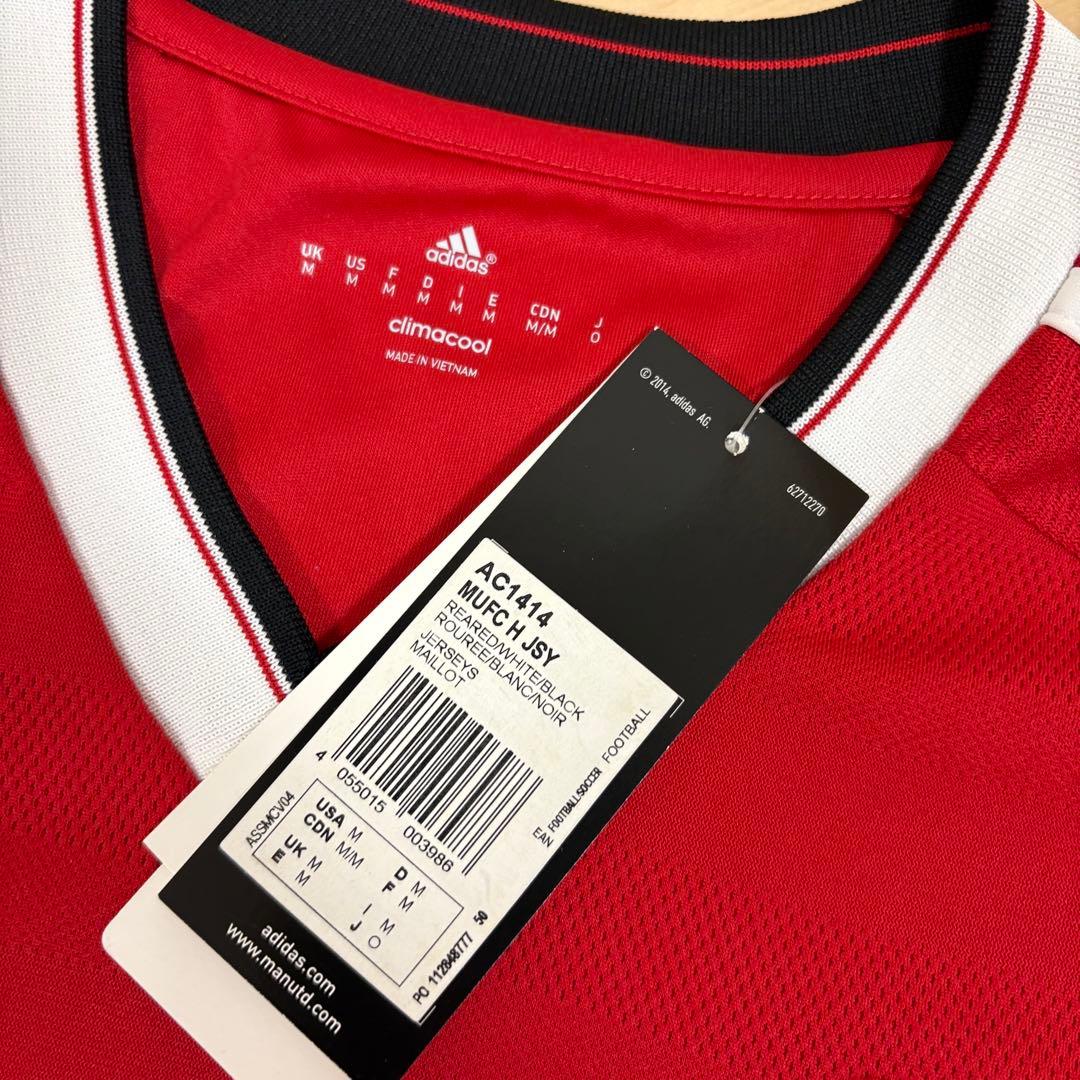 adidas®
UK US F D I E CDN J
M M M M M M M/M O
climacool
MADE IN VIETNAM
© 2014, adidas AG.
62712270
AC1414
MUFC H JSY
REARED/WHITE/BLACK
ROUREE/BLANC/NOIR
JERSEYS
MAILLOT
4 055015 003986
EAN FOOTBALL/SOCCER FOOTBALL
ASSMCV04
USA M D M
CDN M/M F M
UK M I M
E M J O
PO 112848777 50
adidas.com
www.manutd.com